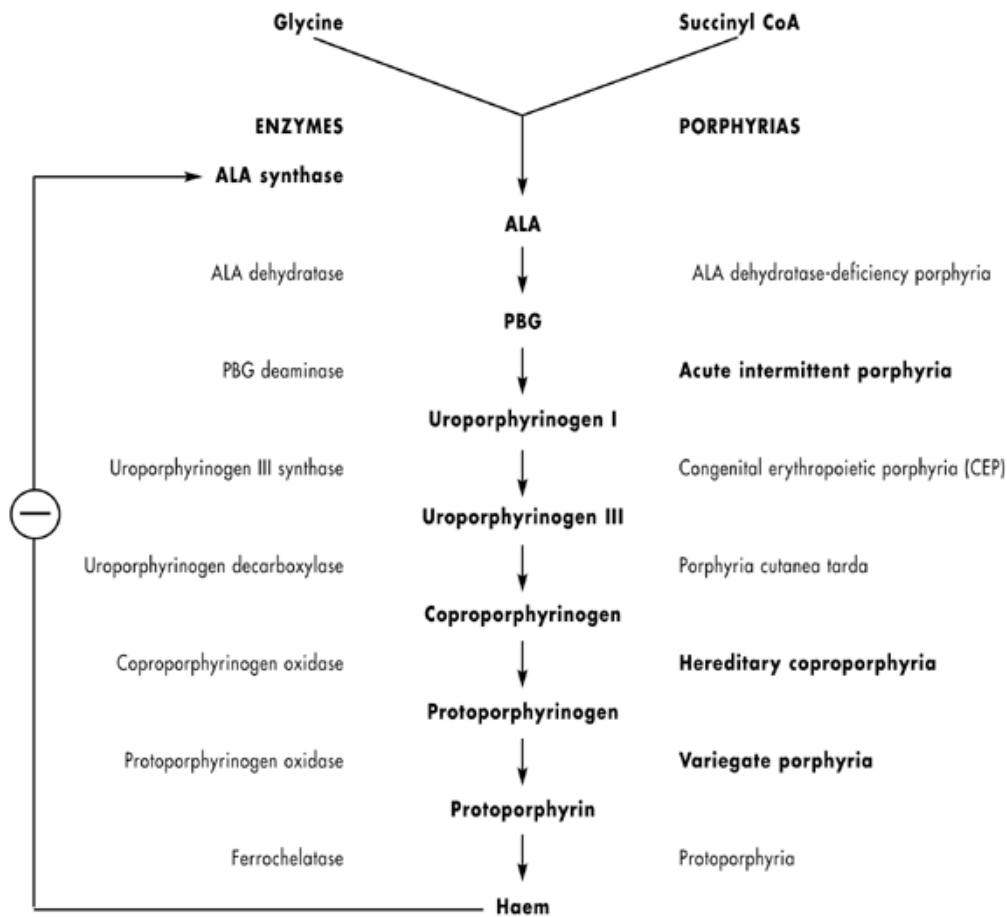 Glycine Succinyl CoA
ENZYMES PORPHYRIAS
ALA synthase
ALA
ALA dehydratase ALA dehydratase-deficiency porphyria
PBG
PBG deaminase Acute intermittent porphyria
Uroporphyrinogen I
Uroporphyrinogen III synthase Congenital erythropoietic porphyria (CEP)
Uroporphyrinogen III
Uroporphyrinogen decarboxylase Porphyria cutanea tarda
Coproporphyrinogen
Coproporphyrinogen oxidase Hereditary coproporphyria
Protoporphyrinogen
Protoporphyrinogen oxidase Variegate porphyria
Protoporphyrin
Ferrochelatase Protoporphyria
Haem